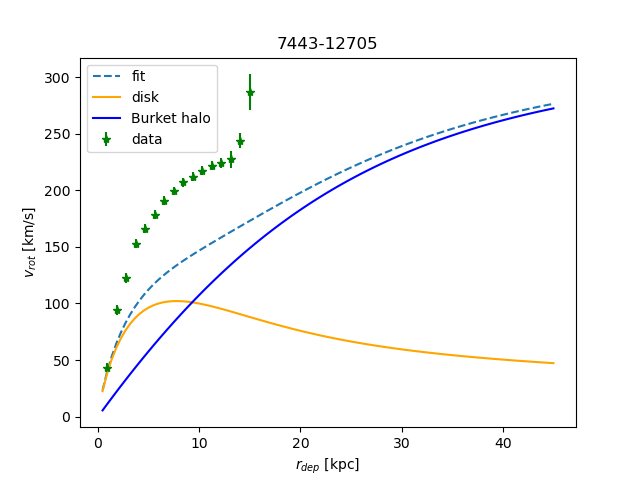 7443-12705
fit
disk
Burket halo
data
300
250
200
150
100
50
0
v_rot [km/s]
0 10 20 30 40
r_dep [kpc]